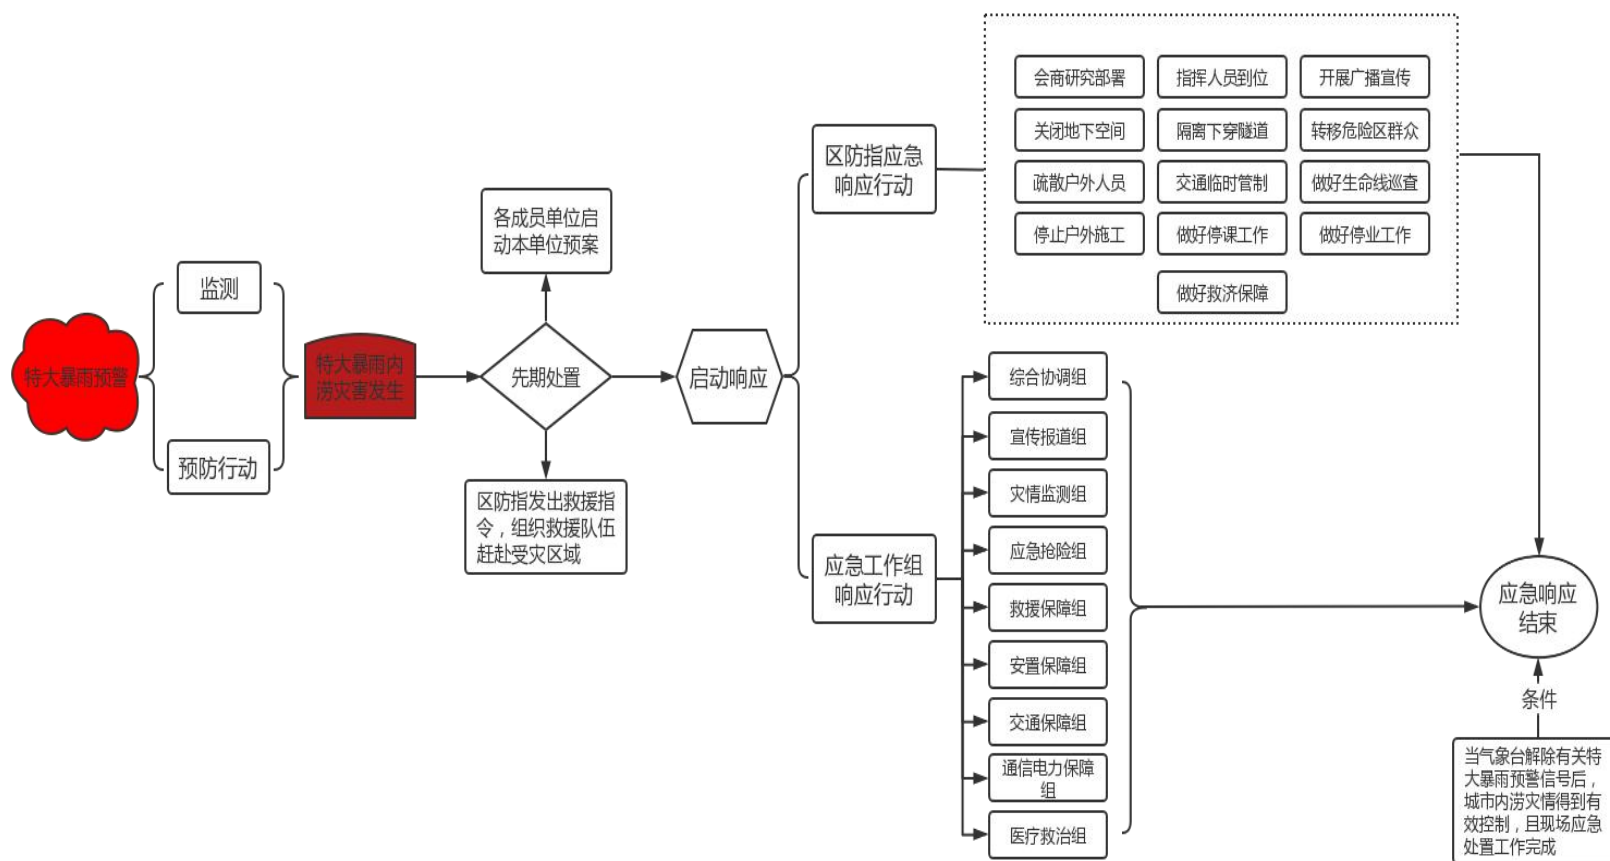 特大暴雨预警
监测
预防行动
特大暴雨内
涝灾害发生
各成员单位启
动本单位预案
先期处置
区防指发出救援指
令，组织救援队伍
赶赴受灾区域
启动响应
区防指应急
响应行动
会商研究部署
指挥人员到位
开展广播宣传
关闭地下空间
隔离下穿隧道
转移危险区群众
疏散户外人员
交通临时管制
做好生命线巡查
停止户外施工
做好停课工作
做好停业工作
做好救济保障
应急工作组
响应行动
综合协调组
宣传报道组
灾情监测组
应急抢险组
救援保障组
安置保障组
交通保障组
通信电力保障
组
医疗救治组
应急响应
结束
条件
当气象台解除有关特
大暴雨预警信号后，
城市内涝灾情得到有
效控制，且现场应急
处置工作完成